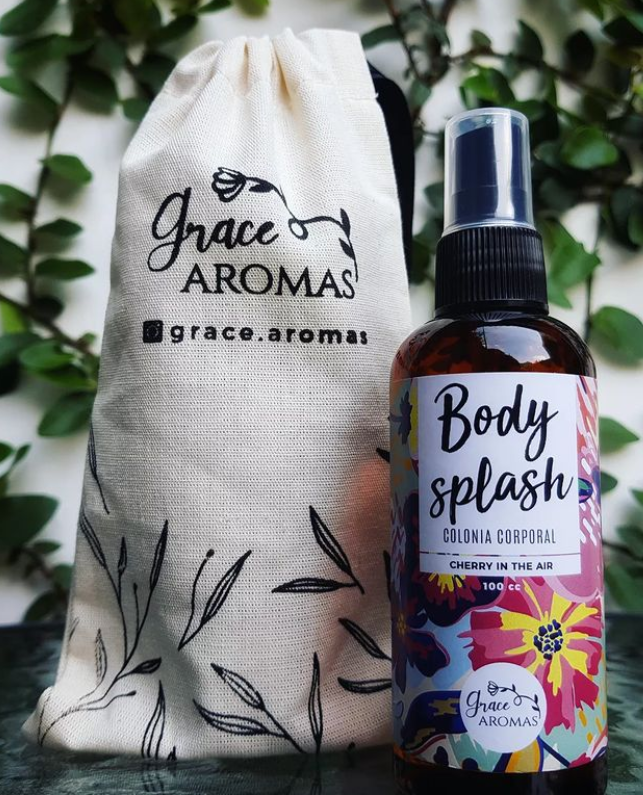 Grace
AROMAS
grace.aromas
Body
splash
COLONIA CORPORAL
CHERRY IN THE AIR
100 cc
Grace
AROMAS